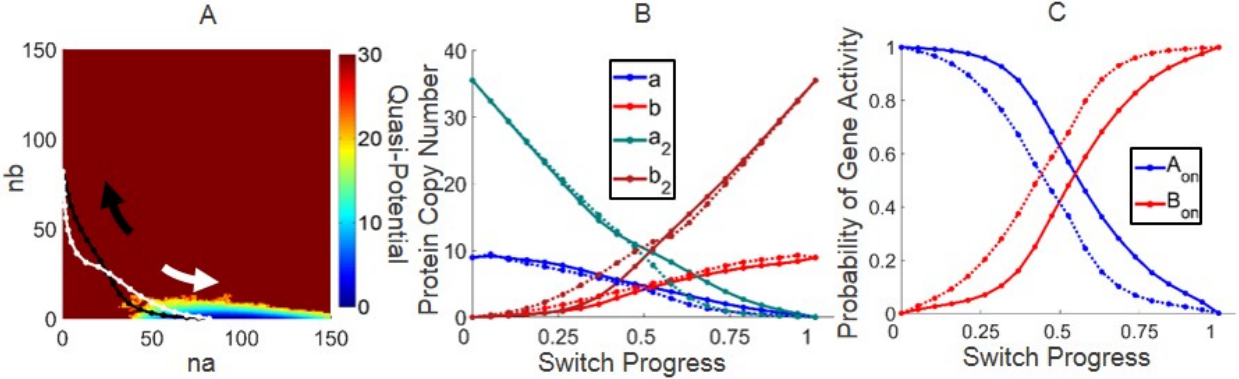 A
150
100
50
0
nb
0
50
100
150
na
30
20
10
0
Quasi-Potential
B
40
30
20
10
0
Protein Copy Number
a
b
a₂
b₂
0
0.25
0.5
0.75
1
Switch Progress
C
1
0.8
0.6
0.4
0.2
0
Probability of Gene Activity
A_on
B_on
0
0.25
0.5
0.75
1
Switch Progress